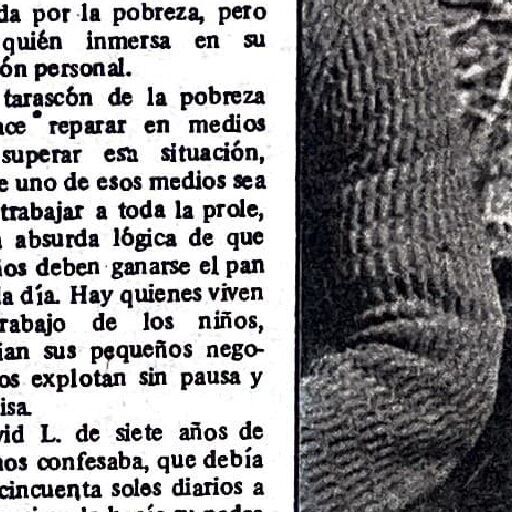 da por la pobreza, pero
quién inmersa en su
ón personal.
tarascón de la pobreza
ace reparar en medios
superar esa situación,
e uno de esos medios sea
trabajar a toda la prole,
a absurda lógica de que
ios deben ganarse el pan
la día. Hay quienes viven
rabajo de los niños,
ian sus pequeños nego-
os explotan sin pausa y
isa.
vid L. de siete años de
nos confesaba, que debía
cincuenta soles diarios a